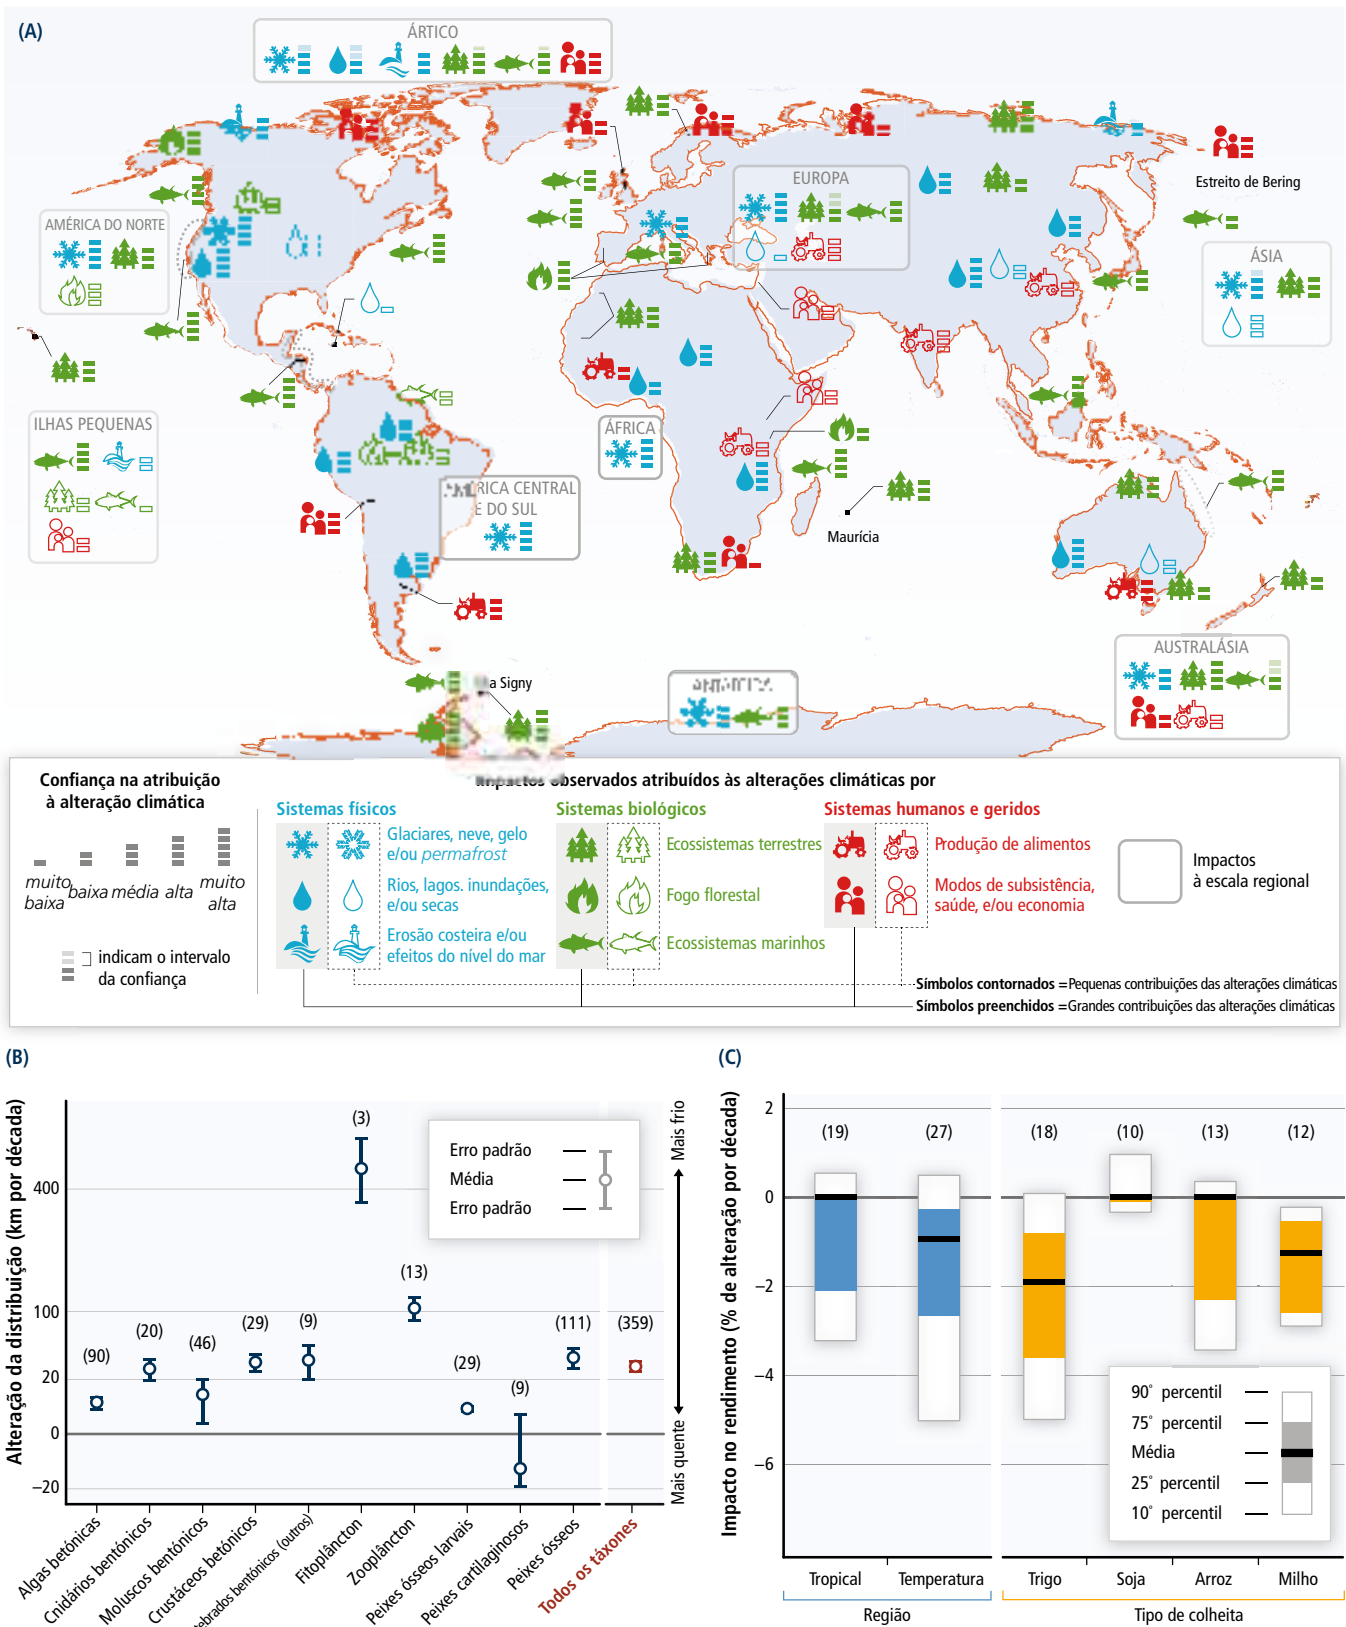 (A)
ÁRTICO
Estreito de Bering
AMÉRICA DO NORTE
EUROPA
ÁSIA
ILHAS PEQUENAS
ÁFRICA
RICA CENTRAL
E DO SUL
Maurícia
AUSTRALÁSIA
a Signy
Confiança na atribuição
à alteração climática
muito
baixa
baixa
média
alta
muito
alta
indicam o intervalo
da confiança
Impactos observados atribuídos às alterações climáticas por
Sistemas físicos
Glaciares, neve, gelo
e/ou permafrost
Rios, lagos. inundações,
e/ou secas
Erosão costeira e/ou
efeitos do nível do mar
Sistemas biológicos
Ecossistemas terrestres
Fogo florestal
Ecossistemas marinhos
Sistemas humanos e geridos
Produção de alimentos
Modos de subsistência,
saúde, e/ou economia
Impactos
à escala regional
Símbolos contornados =Pequenas contribuições das alterações climáticas
Símbolos preenchidos =Grandes contribuições das alterações climáticas
(B)
Alteração da distribuição (km por década)
400
100
20
0
−20
(90)
(20)
(46)
(29)
(9)
(3)
(13)
(29)
(9)
(111)
(359)
Erro padrão
Média
Erro padrão
Mais frio
Mais quente
Algas betónicas
Cnidários bentónicos
Moluscos bentónicos
Crustáceos betónicos
tebrados bentónicos (outros)
Fitoplâncton
Zooplâncton
Peixes ósseos larvais
Peixes cartilaginosos
Peixes ósseos
Todos os táxones
(C)
Impacto no rendimento (% de alteração por década)
2
0
−2
−4
−6
(19)
(27)
(18)
(10)
(13)
(12)
90° percentil
75° percentil
Média
25° percentil
10° percentil
Tropical
Temperatura
Trigo
Soja
Arroz
Milho
Região
Tipo de colheita